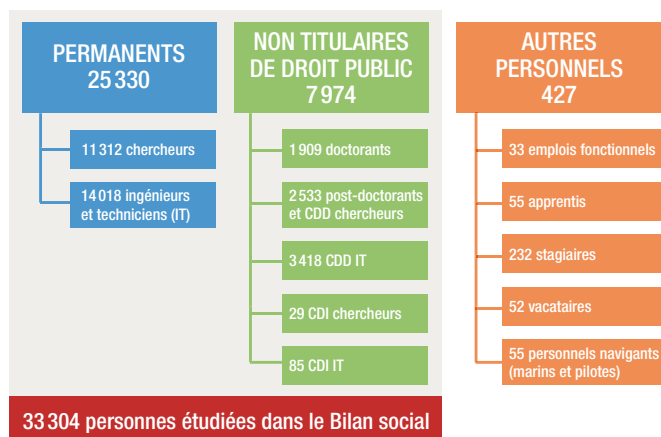 PERMANENTS
25 330
11 312 chercheurs
14 018 ingénieurs
et techniciens (IT)
NON TITULAIRES
DE DROIT PUBLIC
7 974
1 909 doctorants
2 533 post-doctorants
et CDD chercheurs
3 418 CDD IT
29 CDI chercheurs
85 CDI IT
AUTRES
PERSONNELS
427
33 emplois fonctionnels
55 apprentis
232 stagiaires
52 vacataires
55 personnels navigants
(marins et pilotes)
33 304 personnes étudiées dans le Bilan social